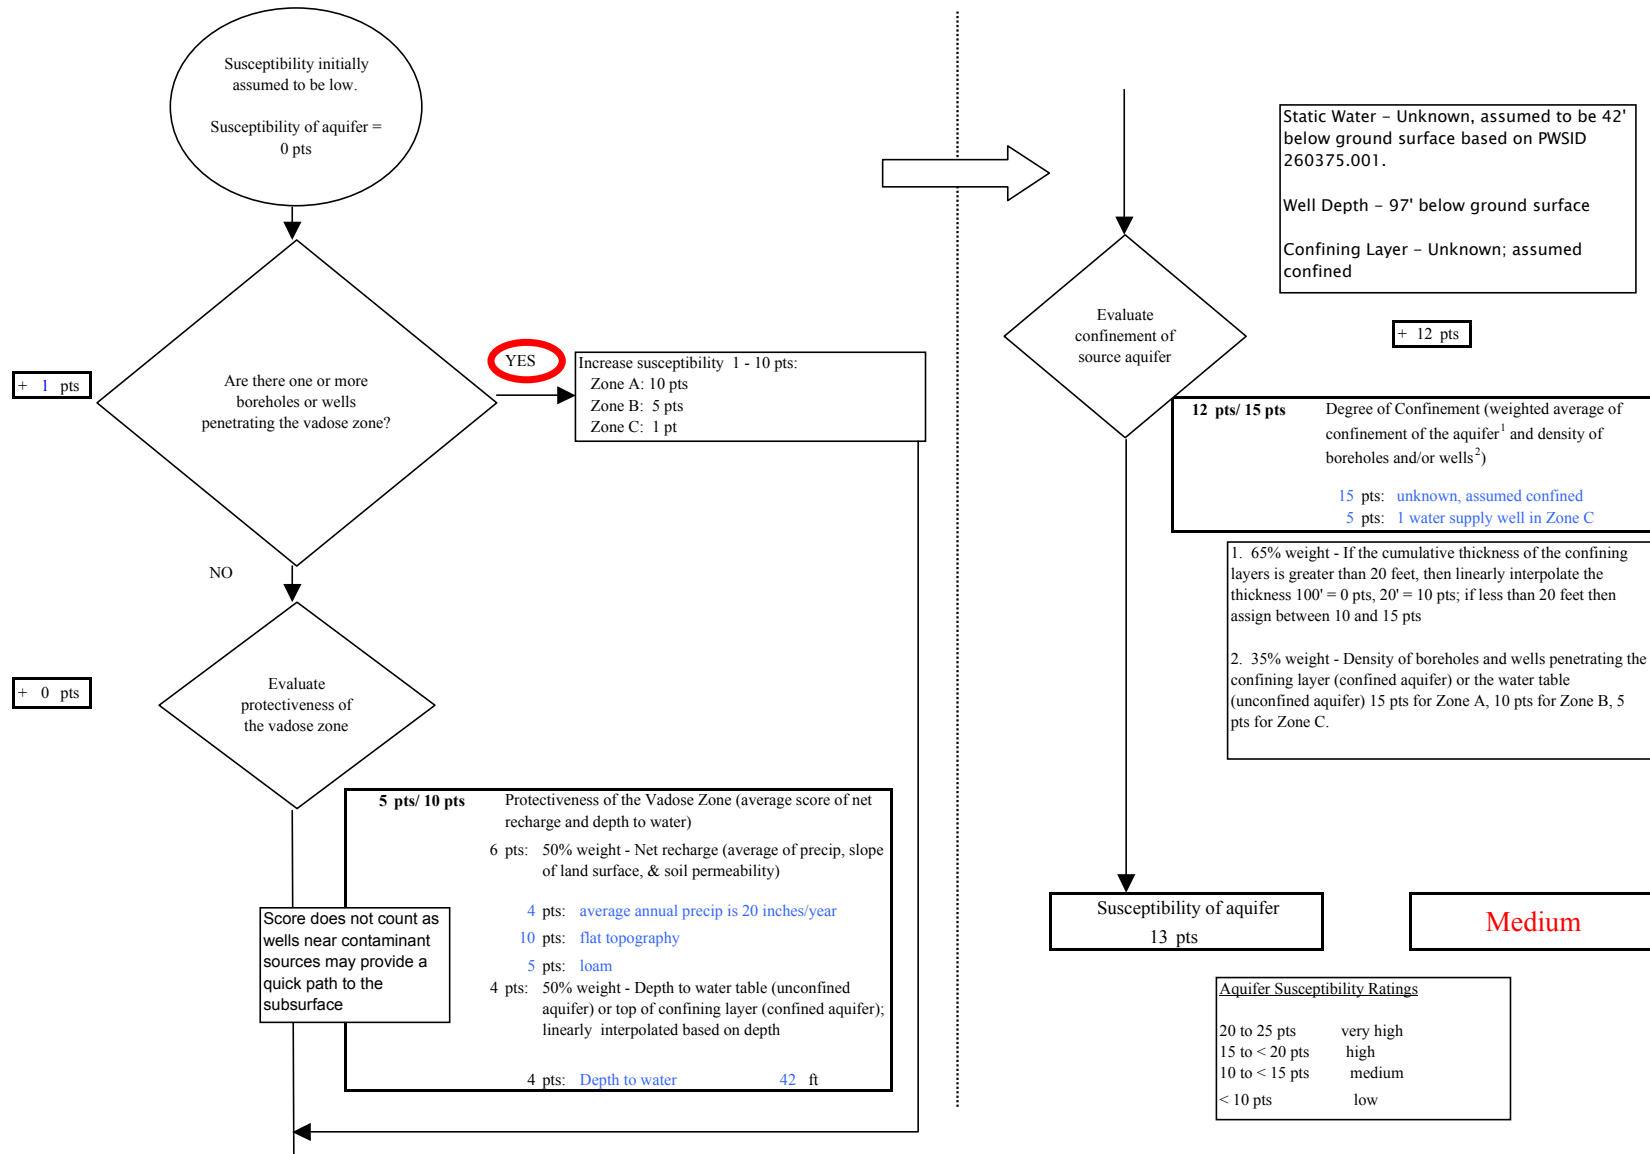 Susceptibility initially
assumed to be low.
Susceptibility of aquifer =
0 pts
+ 1 pts
Are there one or more
boreholes or wells
penetrating the vadose zone?
YES
Increase susceptibility 1 - 10 pts:
Zone A: 10 pts
Zone B: 5 pts
Zone C: 1 pt
NO
+ 0 pts
Evaluate
protectiveness of
the vadose zone
5 pts/ 10 pts Protectiveness of the Vadose Zone (average score of net
recharge and depth to water)
6 pts: 50% weight - Net recharge (average of precip, slope
of land surface, & soil permeability)
4 pts: average annual precip is 20 inches/year
10 pts: flat topography
5 pts: loam
4 pts: 50% weight - Depth to water table (unconfined
aquifer) or top of confining layer (confined aquifer);
linearly interpolated based on depth
4 pts: Depth to water 42 ft
Score does not count as
wells near contaminant
sources may provide a
quick path to the
subsurface
Static Water – Unknown, assumed to be 42'
below ground surface based on PWSID
260375.001.
Well Depth – 97' below ground surface
Confining Layer – Unknown; assumed
confined
Evaluate
confinement of
source aquifer
+ 12 pts
12 pts/ 15 pts Degree of Confinement (weighted average of
confinement of the aquifer1 and density of
boreholes and/or wells2)
15 pts: unknown, assumed confined
5 pts: 1 water supply well in Zone C
1. 65% weight - If the cumulative thickness of the confining
layers is greater than 20 feet, then linearly interpolate the
thickness 100' = 0 pts, 20' = 10 pts; if less than 20 feet then
assign between 10 and 15 pts
2. 35% weight - Density of boreholes and wells penetrating the
confining layer (confined aquifer) or the water table
(unconfined aquifer) 15 pts for Zone A, 10 pts for Zone B, 5
pts for Zone C.
Susceptibility of aquifer
13 pts
Medium
Aquifer Susceptibility Ratings
20 to 25 pts very high
15 to < 20 pts high
10 to < 15 pts medium
< 10 pts low